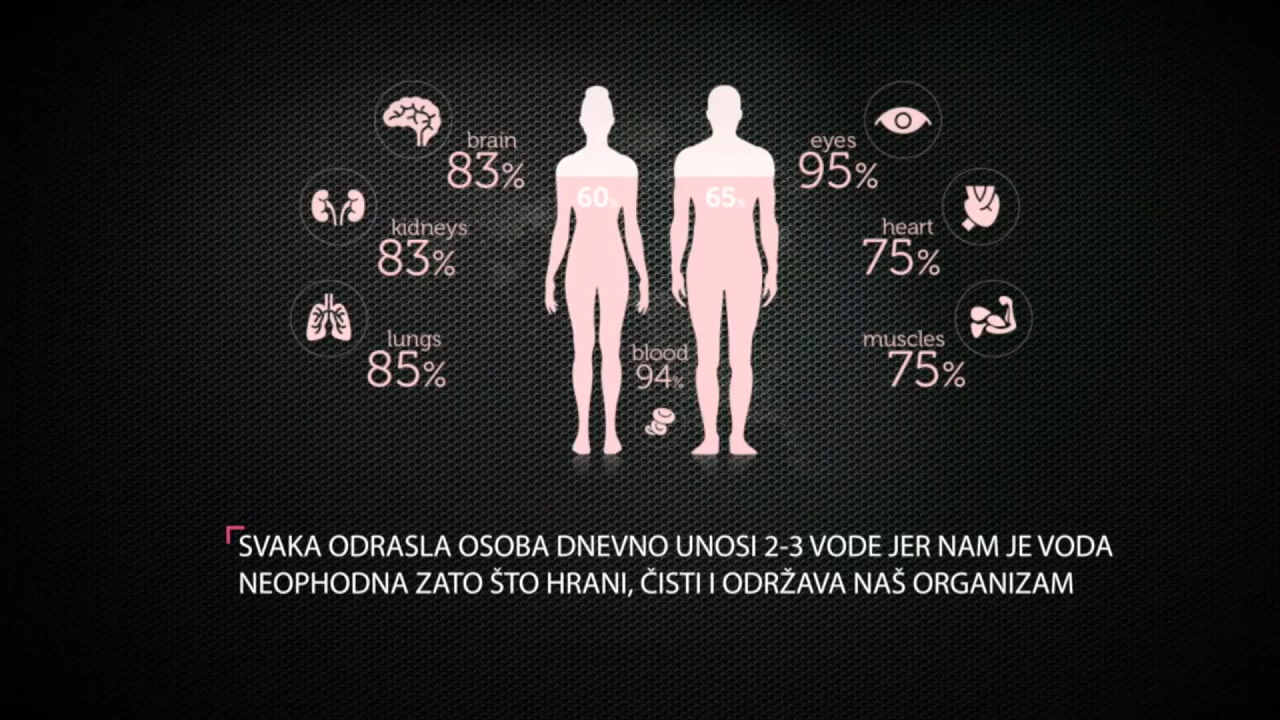 brain
83%
kidneys
83%
lungs
85%
60%
65%
blood
94%
eyes
95%
heart
75%
muscles
75%
SVAKA ODRASLA OSOBA DNEVNO UNOSI 2-3 VODE JER NAM JE VODA
NEOPHODNA ZATO ŠTO HRANI, ČISTI I ODRŽAVA NAŠ ORGANIZAM